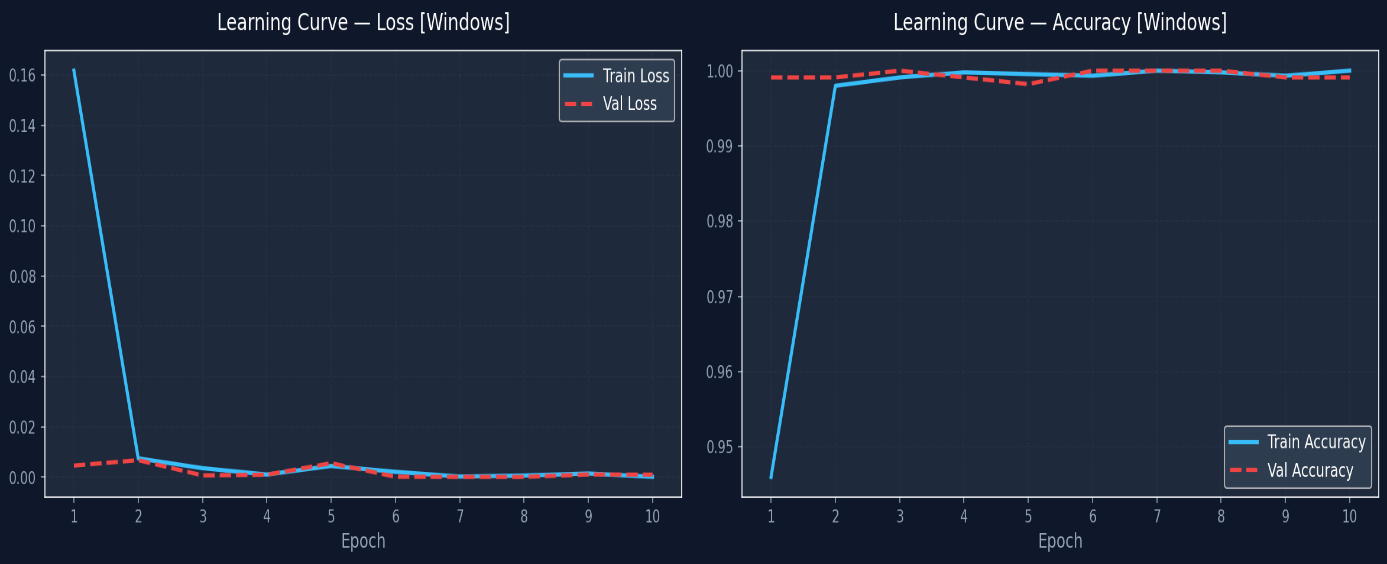 Learning Curve — Loss [Windows]
0.16
0.14
0.12
0.10
0.08
0.06
0.04
0.02
0.00
Train Loss
Val Loss
1 2 3 4 5 6 7 8 9 10
Epoch
Learning Curve — Accuracy [Windows]
1.00
0.99
0.98
0.97
0.96
0.95
Train Accuracy
Val Accuracy
1 2 3 4 5 6 7 8 9 10
Epoch